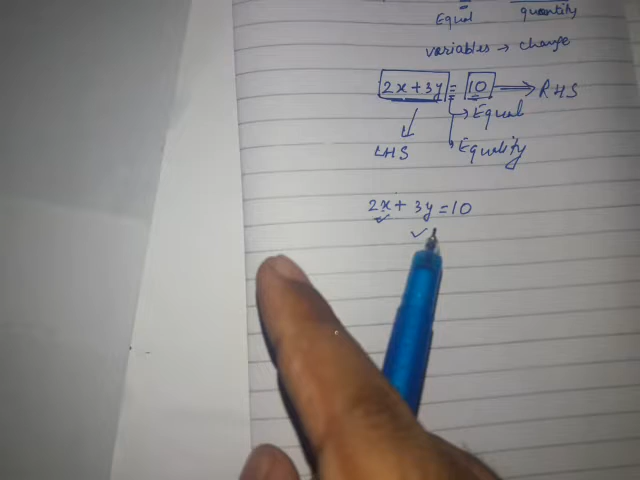 Equal quantity
variables → change
2x + 3y = 10 → RHS
→ Equal
LHS → Equality
2x + 3y = 10